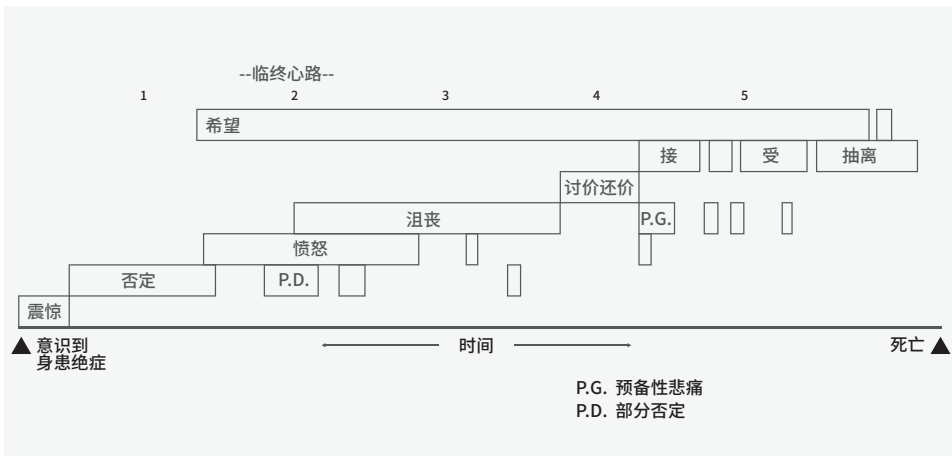 --临终心路--
1 2 3 4 5
希望
接 受 抽离
讨价还价
沮丧 P.G.
愤怒
否定 P.D.
震惊
意识到 时间 死亡
身患绝症
P.G. 预备性悲痛
P.D. 部分否定